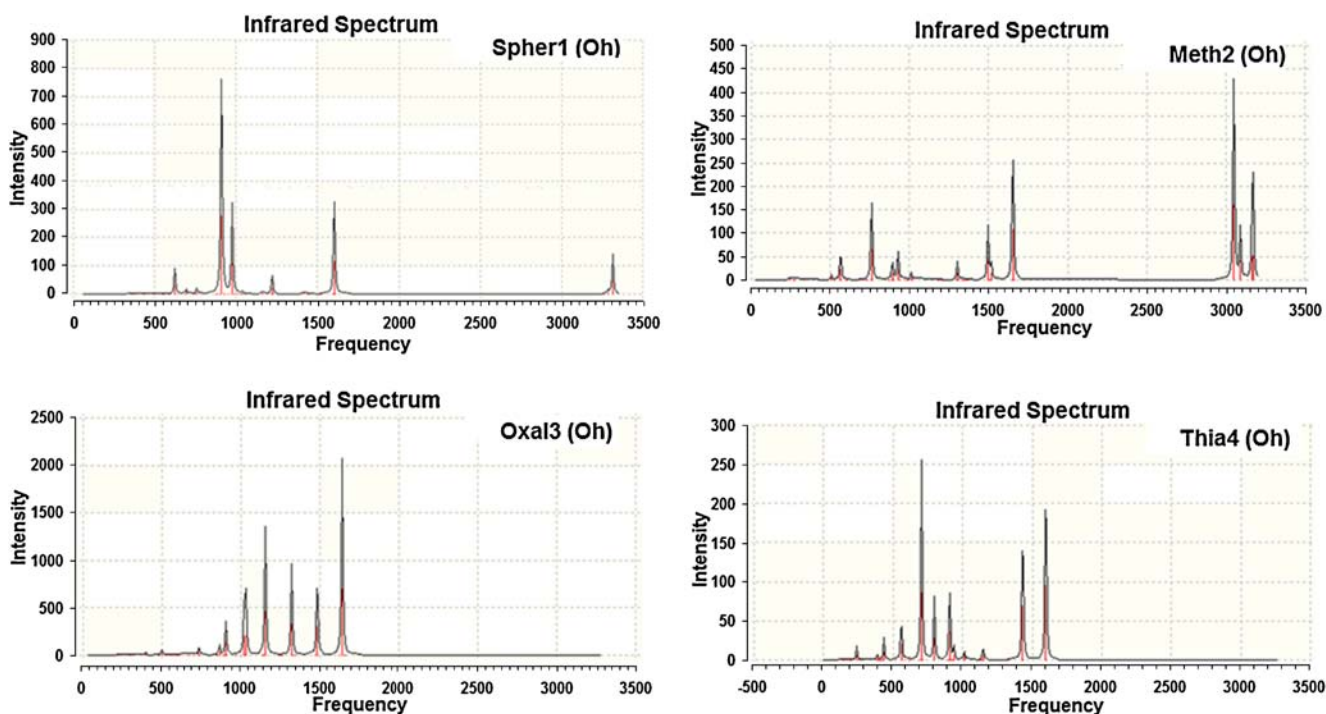 Infrared Spectrum
Spher1 (Oh)
900
800
700
600
500
400
300
200
100
0
Intensity
0 500 1000 1500 2000 2500 3000 3500
Frequency
Infrared Spectrum
Meth2 (Oh)
500
450
400
350
300
250
200
150
100
50
0
Intensity
0 500 1000 1500 2000 2500 3000 3500
Frequency
Infrared Spectrum
Oxal3 (Oh)
2500
2000
1500
1000
500
0
Intensity
0 500 1000 1500 2000 2500 3000 3500
Frequency
Infrared Spectrum
Thia4 (Oh)
300
250
200
150
100
50
0
Intensity
-500 0 500 1000 1500 2000 2500 3000 3500
Frequency